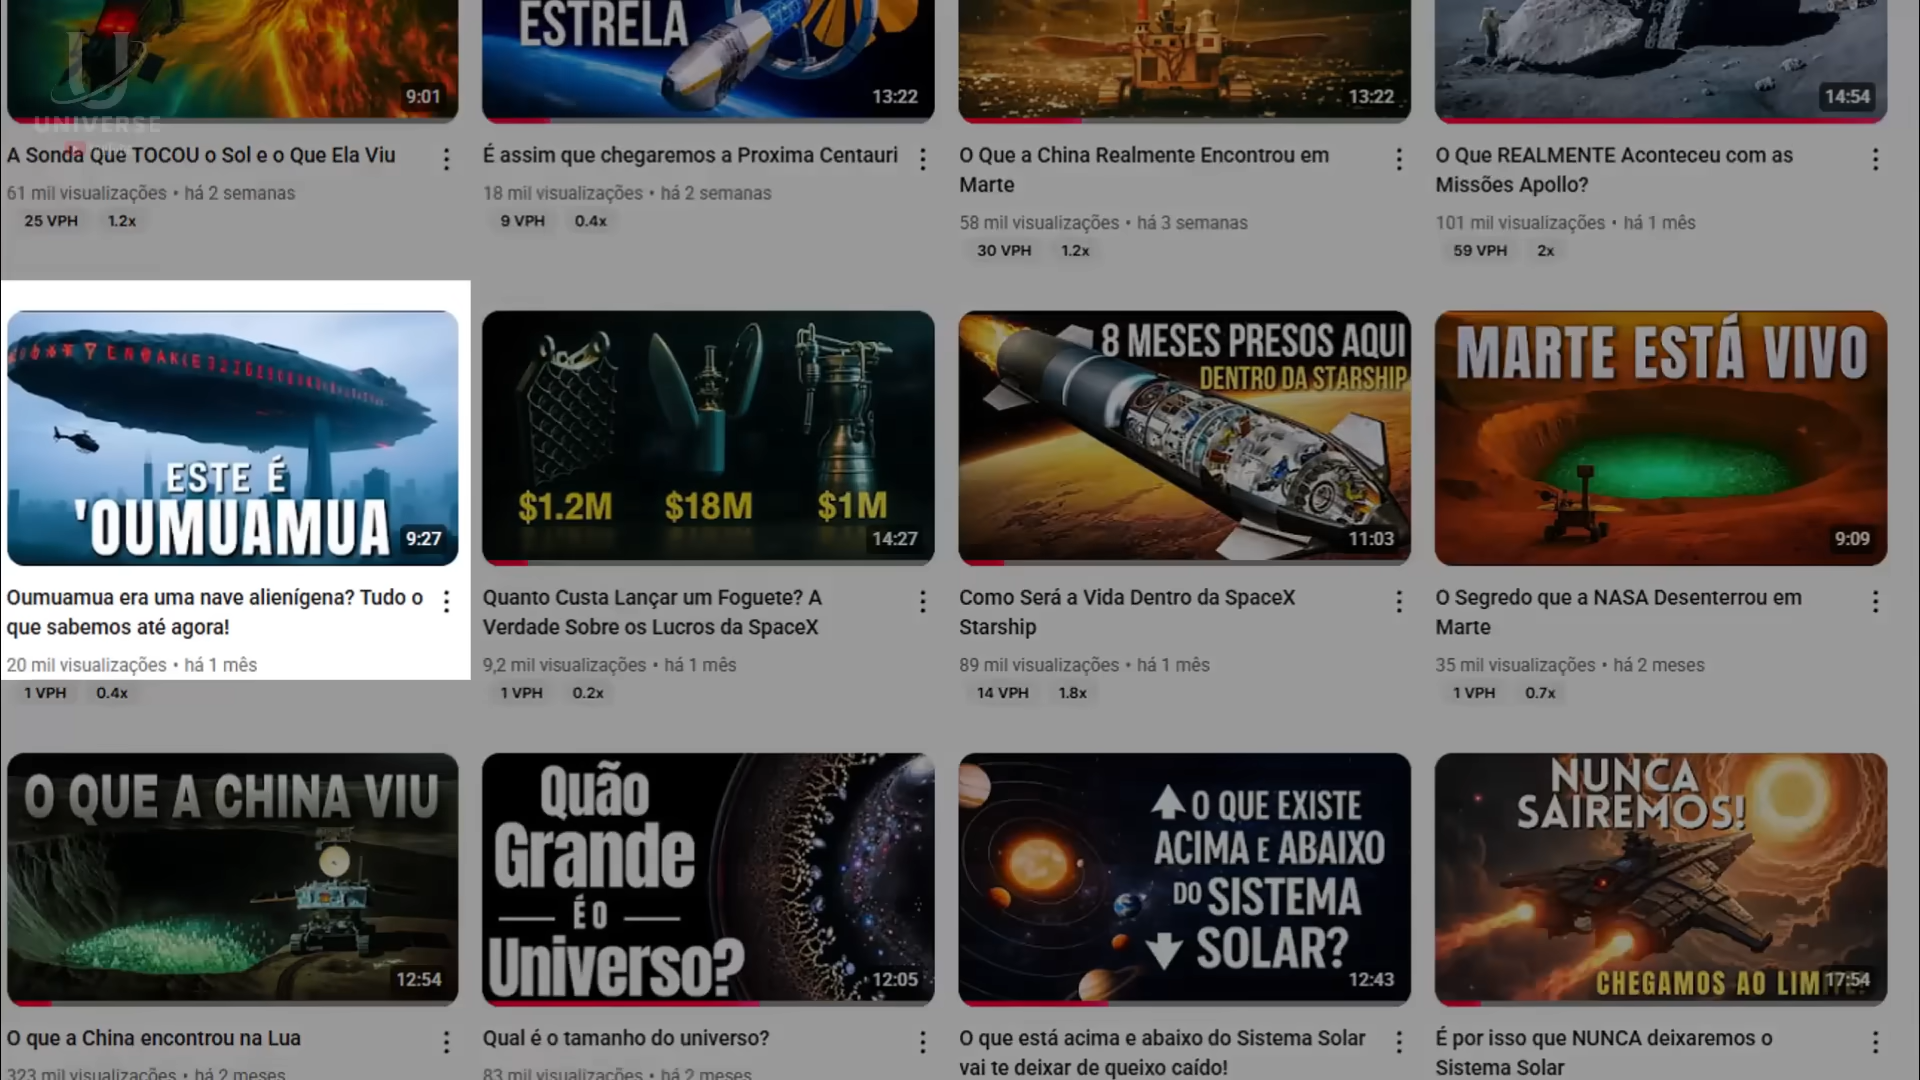 UNIVERSE
9:01
A Sonda Que TOCOU o Sol e o Que Ela Viu
61 mil visualizações • há 2 semanas
25 VPH 1.2x
ESTRELA
13:22
É assim que chegaremos a Proxima Centauri
18 mil visualizações • há 2 semanas
9 VPH 0.4x
13:22
O Que a China Realmente Encontrou em
Marte
58 mil visualizações • há 3 semanas
30 VPH 1.2x
14:54
O Que REALMENTE Aconteceu com as
Missões Apollo?
101 mil visualizações • há 1 mês
59 VPH 2x
ESTE É
'OUMUAMUA
9:27
Oumuamua era uma nave alienígena? Tudo o
que sabemos até agora!
20 mil visualizações • há 1 mês
1 VPH 0.4x
$1.2M $18M $1M
14:27
Quanto Custa Lançar um Foguete? A
Verdade Sobre os Lucros da SpaceX
9,2 mil visualizações • há 1 mês
1 VPH 0.2x
8 MESES PRESOS AQUI
DENTRO DA STARSHIP
11:03
Como Será a Vida Dentro da SpaceX
Starship
89 mil visualizações • há 1 mês
14 VPH 1.8x
MARTE ESTÁ VIVO
9:09
O Segredo que a NASA Desenterrou em
Marte
35 mil visualizações • há 2 meses
1 VPH 0.7x
O QUE A CHINA VIU
12:54
O que a China encontrou na Lua
323 mil visualizações • há 2 meses
Quão
Grande
É O
Universo?
12:05
Qual é o tamanho do universo?
83 mil visualizações • há 2 meses
O QUE EXISTE
ACIMA E ABAIXO
DO SISTEMA
SOLAR?
12:43
O que está acima e abaixo do Sistema Solar
vai te deixar de queixo caído!
NUNCA
SAIREMOS!
CHEGAMOS AO LIM
17:54
É por isso que NUNCA deixaremos o
Sistema Solar